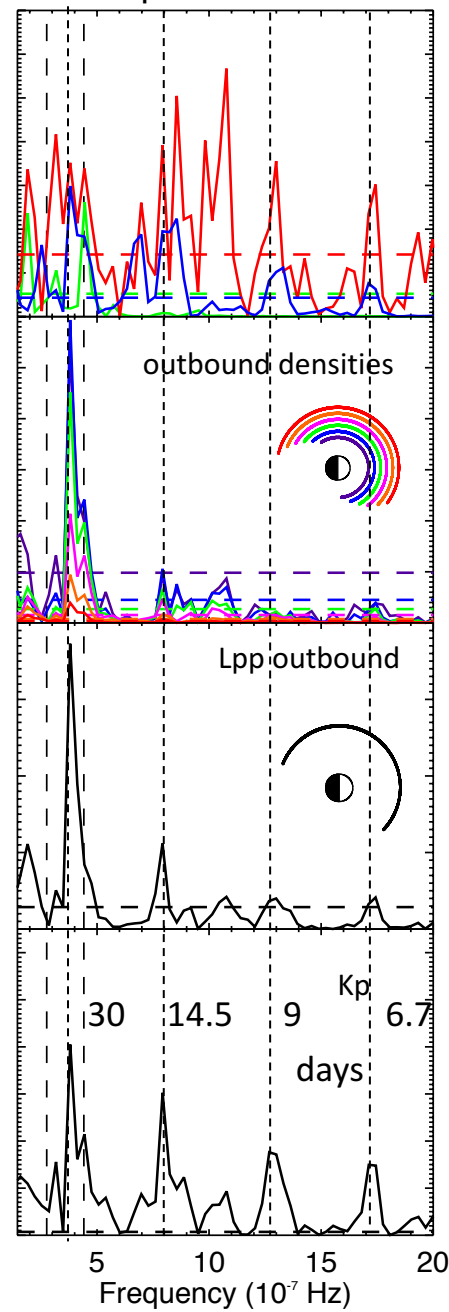 outbound densities
Lpp outbound
Kp
30 14.5 9 6.7
days
5 10 15 20
Frequency (10⁻⁷ Hz)